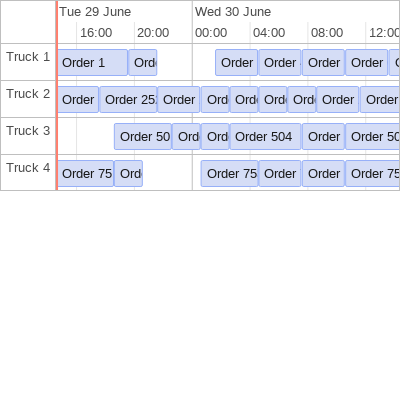 Tue 29 June Wed 30 June
16:00 20:00 00:00 04:00 08:00 12:00
Truck 1 Order 1 Ord Order Order Order Order
Truck 2 Order Order 25 Order Ord Ord Ord Ord Order Order
Truck 3 Order 50 Ord Ord Order 504 Order Order 50
Truck 4 Order 75 Ord Order 75 Order Order Order 75